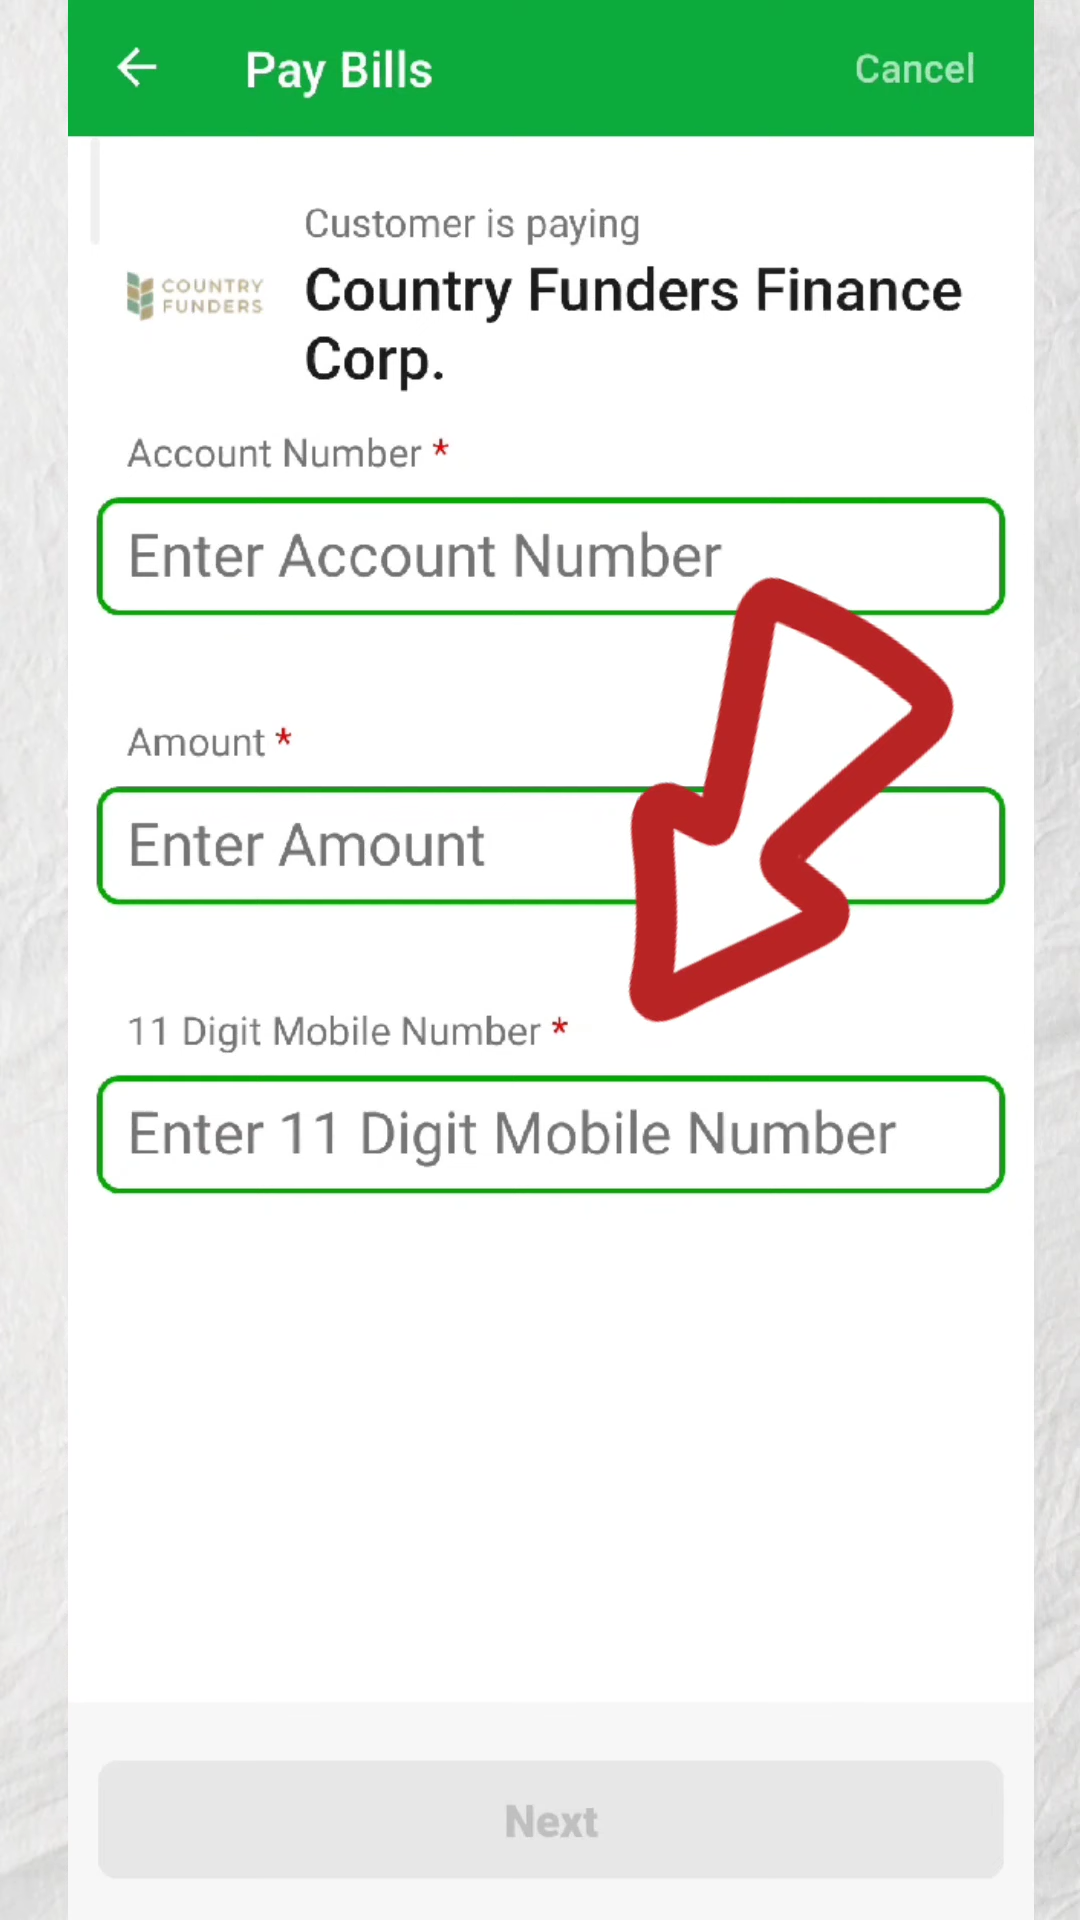 Pay Bills
Cancel
Customer is paying
COUNTRY
FUNDERS
Country Funders Finance
Corp.
Account Number *
Enter Account Number
Amount *
Enter Amount
11 Digit Mobile Number *
Enter 11 Digit Mobile Number
Next